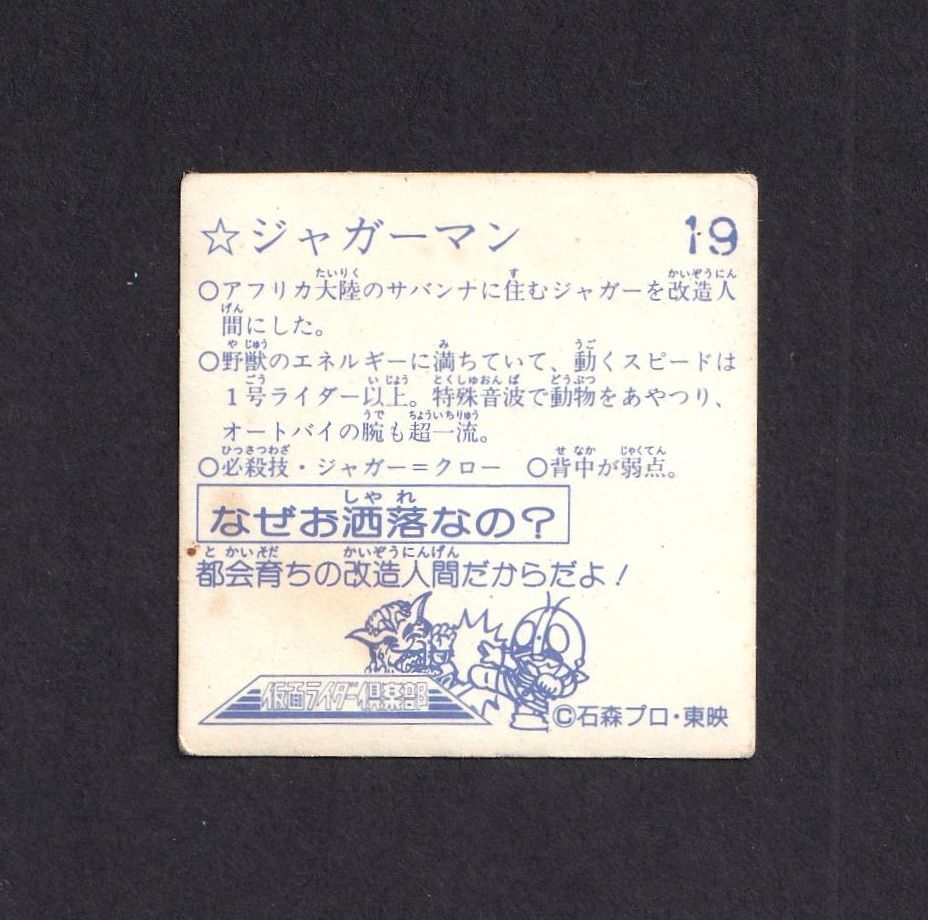 ☆ジャガーマン 19
○アフリカ大陸のサバンナに住むジャガーを改造人
間にした。
○野獣のエネルギーに満ちていて、動くスピードは
1号ライダー以上。特殊音波で動物をあやつり、
オートバイの腕も超一流。
○必殺技・ジャガー=クロー ○背中が弱点。
なぜお洒落なの?
都会育ちの改造人間だからだよ!
仮面ライダー倶楽部
©石森プロ・東映